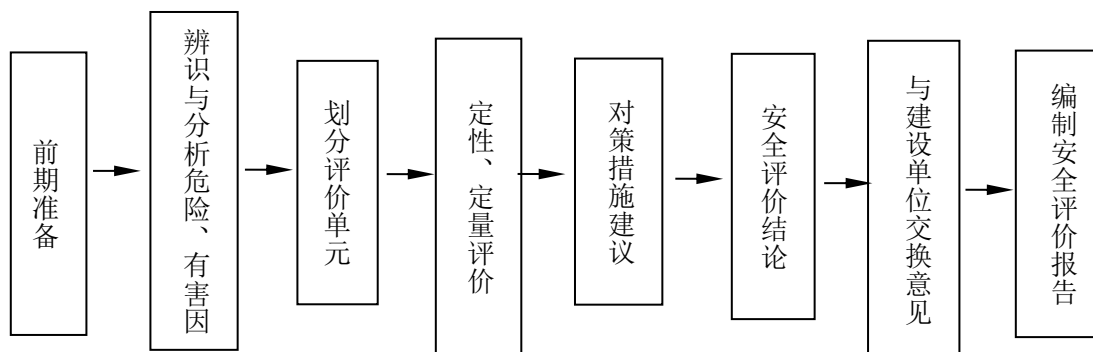 前期准备
辨识与分析危险、有害因
划分评价单元
定性、定量评价
对策措施建议
安全评价结论
与建设单位交换意见
编制安全评价报告